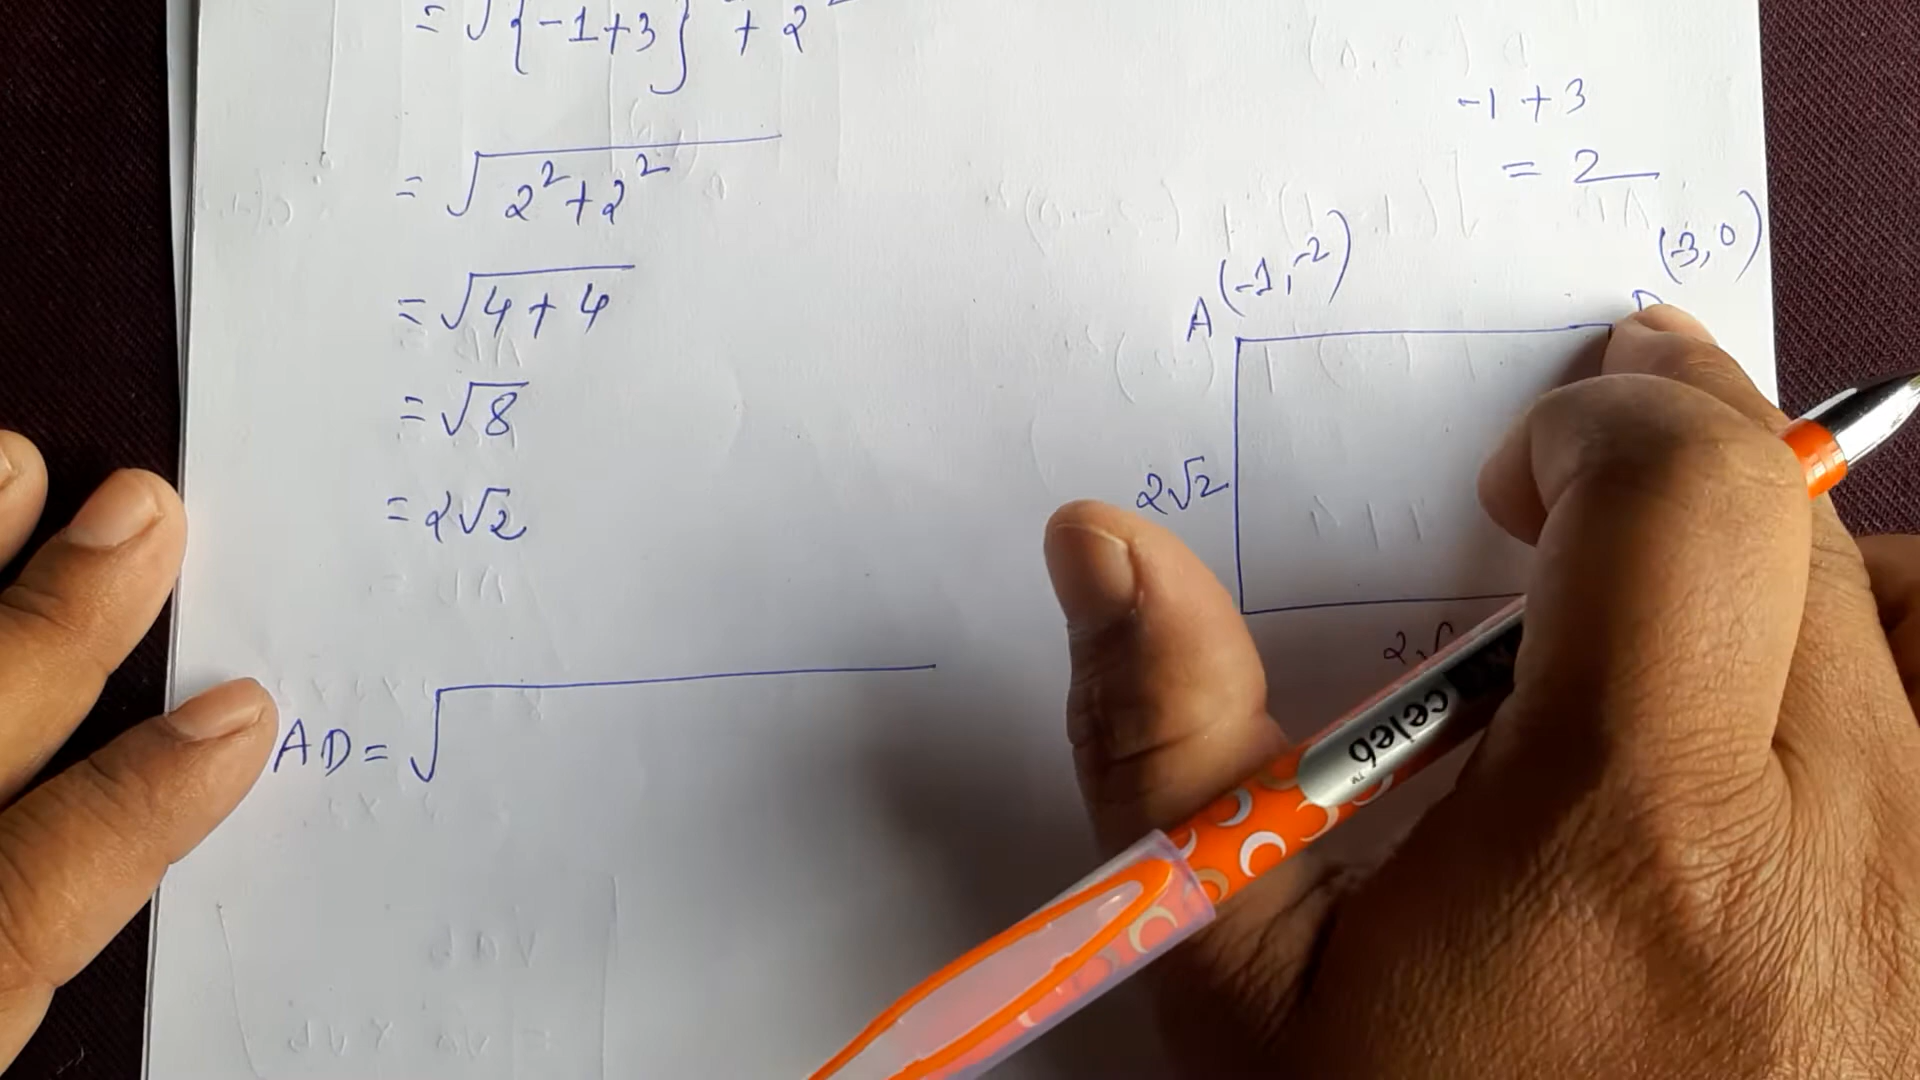 = √{-1+3}² + 2²
= √2²+2²
= √4+4
= √8
= 2√2
AD = √
-1 + 3
= 2
(-3, 0)
A (-1, -2)
2√2
2√
celeb